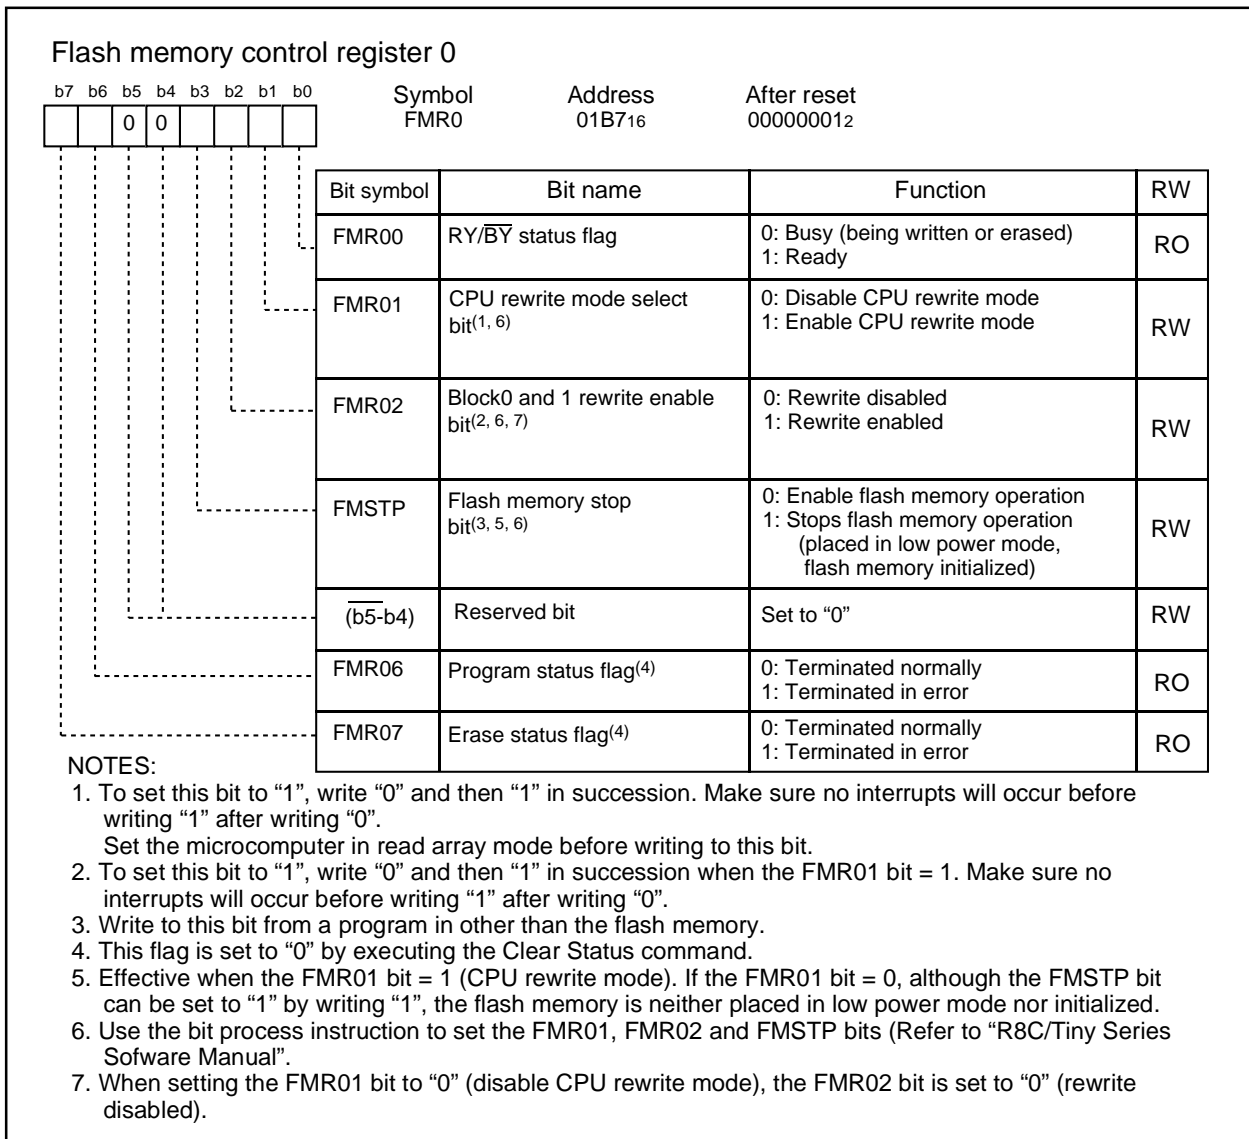 Flash memory control register 0
b7 b6 b5 b4 b3 b2 b1 b0
Symbol Address After reset
0 0 FMR0 01B716 000000012
Bit symbol Bit name Function RW
FMR00 RY/BY status flag 0: Busy (being written or erased) RO
1: Ready
FMR01 CPU rewrite mode select 0: Disable CPU rewrite mode RW
bit(1, 6) 1: Enable CPU rewrite mode
FMR02 Block0 and 1 rewrite enable 0: Rewrite disabled RW
bit(2, 6, 7) 1: Rewrite enabled
FMSTP Flash memory stop 0: Enable flash memory operation RW
bit(3, 5, 6) 1: Stops flash memory operation
(placed in low power mode,
flash memory initialized)
(b5-b4) Reserved bit Set to “0” RW
FMR06 Program status flag(4) 0: Terminated normally RO
1: Terminated in error
FMR07 Erase status flag(4) 0: Terminated normally RO
1: Terminated in error
NOTES:
1. To set this bit to “1”, write “0” and then “1” in succession. Make sure no interrupts will occur before
writing “1” after writing “0”.
Set the microcomputer in read array mode before writing to this bit.
2. To set this bit to “1”, write “0” and then “1” in succession when the FMR01 bit = 1. Make sure no
interrupts will occur before writing “1” after writing “0”.
3. Write to this bit from a program in other than the flash memory.
4. This flag is set to “0” by executing the Clear Status command.
5. Effective when the FMR01 bit = 1 (CPU rewrite mode). If the FMR01 bit = 0, although the FMSTP bit
can be set to “1” by writing “1”, the flash memory is neither placed in low power mode nor initialized.
6. Use the bit process instruction to set the FMR01, FMR02 and FMSTP bits (Refer to “R8C/Tiny Series
Sofware Manual”.
7. When setting the FMR01 bit to “0” (disable CPU rewrite mode), the FMR02 bit is set to “0” (rewrite
disabled).